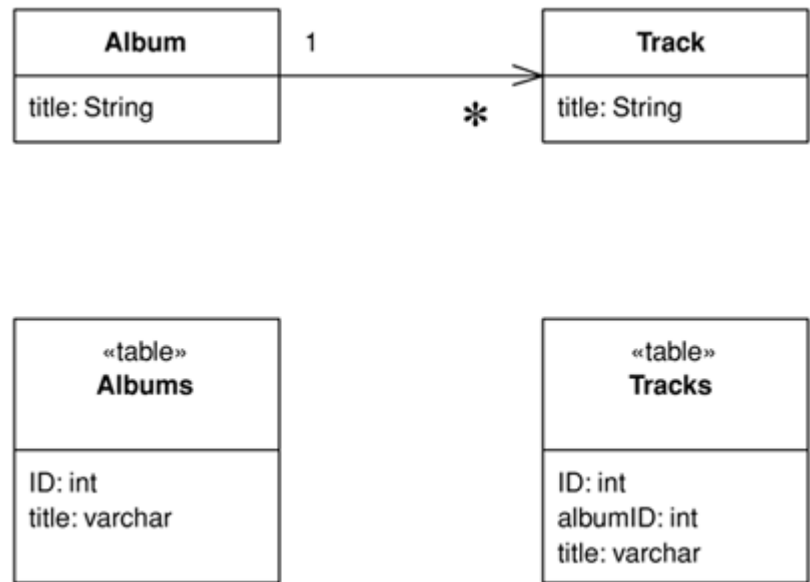 Album
1
Track
title: String
*
title: String
«table»
Albums
ID: int
title: varchar
«table»
Tracks
ID: int
albumID: int
title: varchar